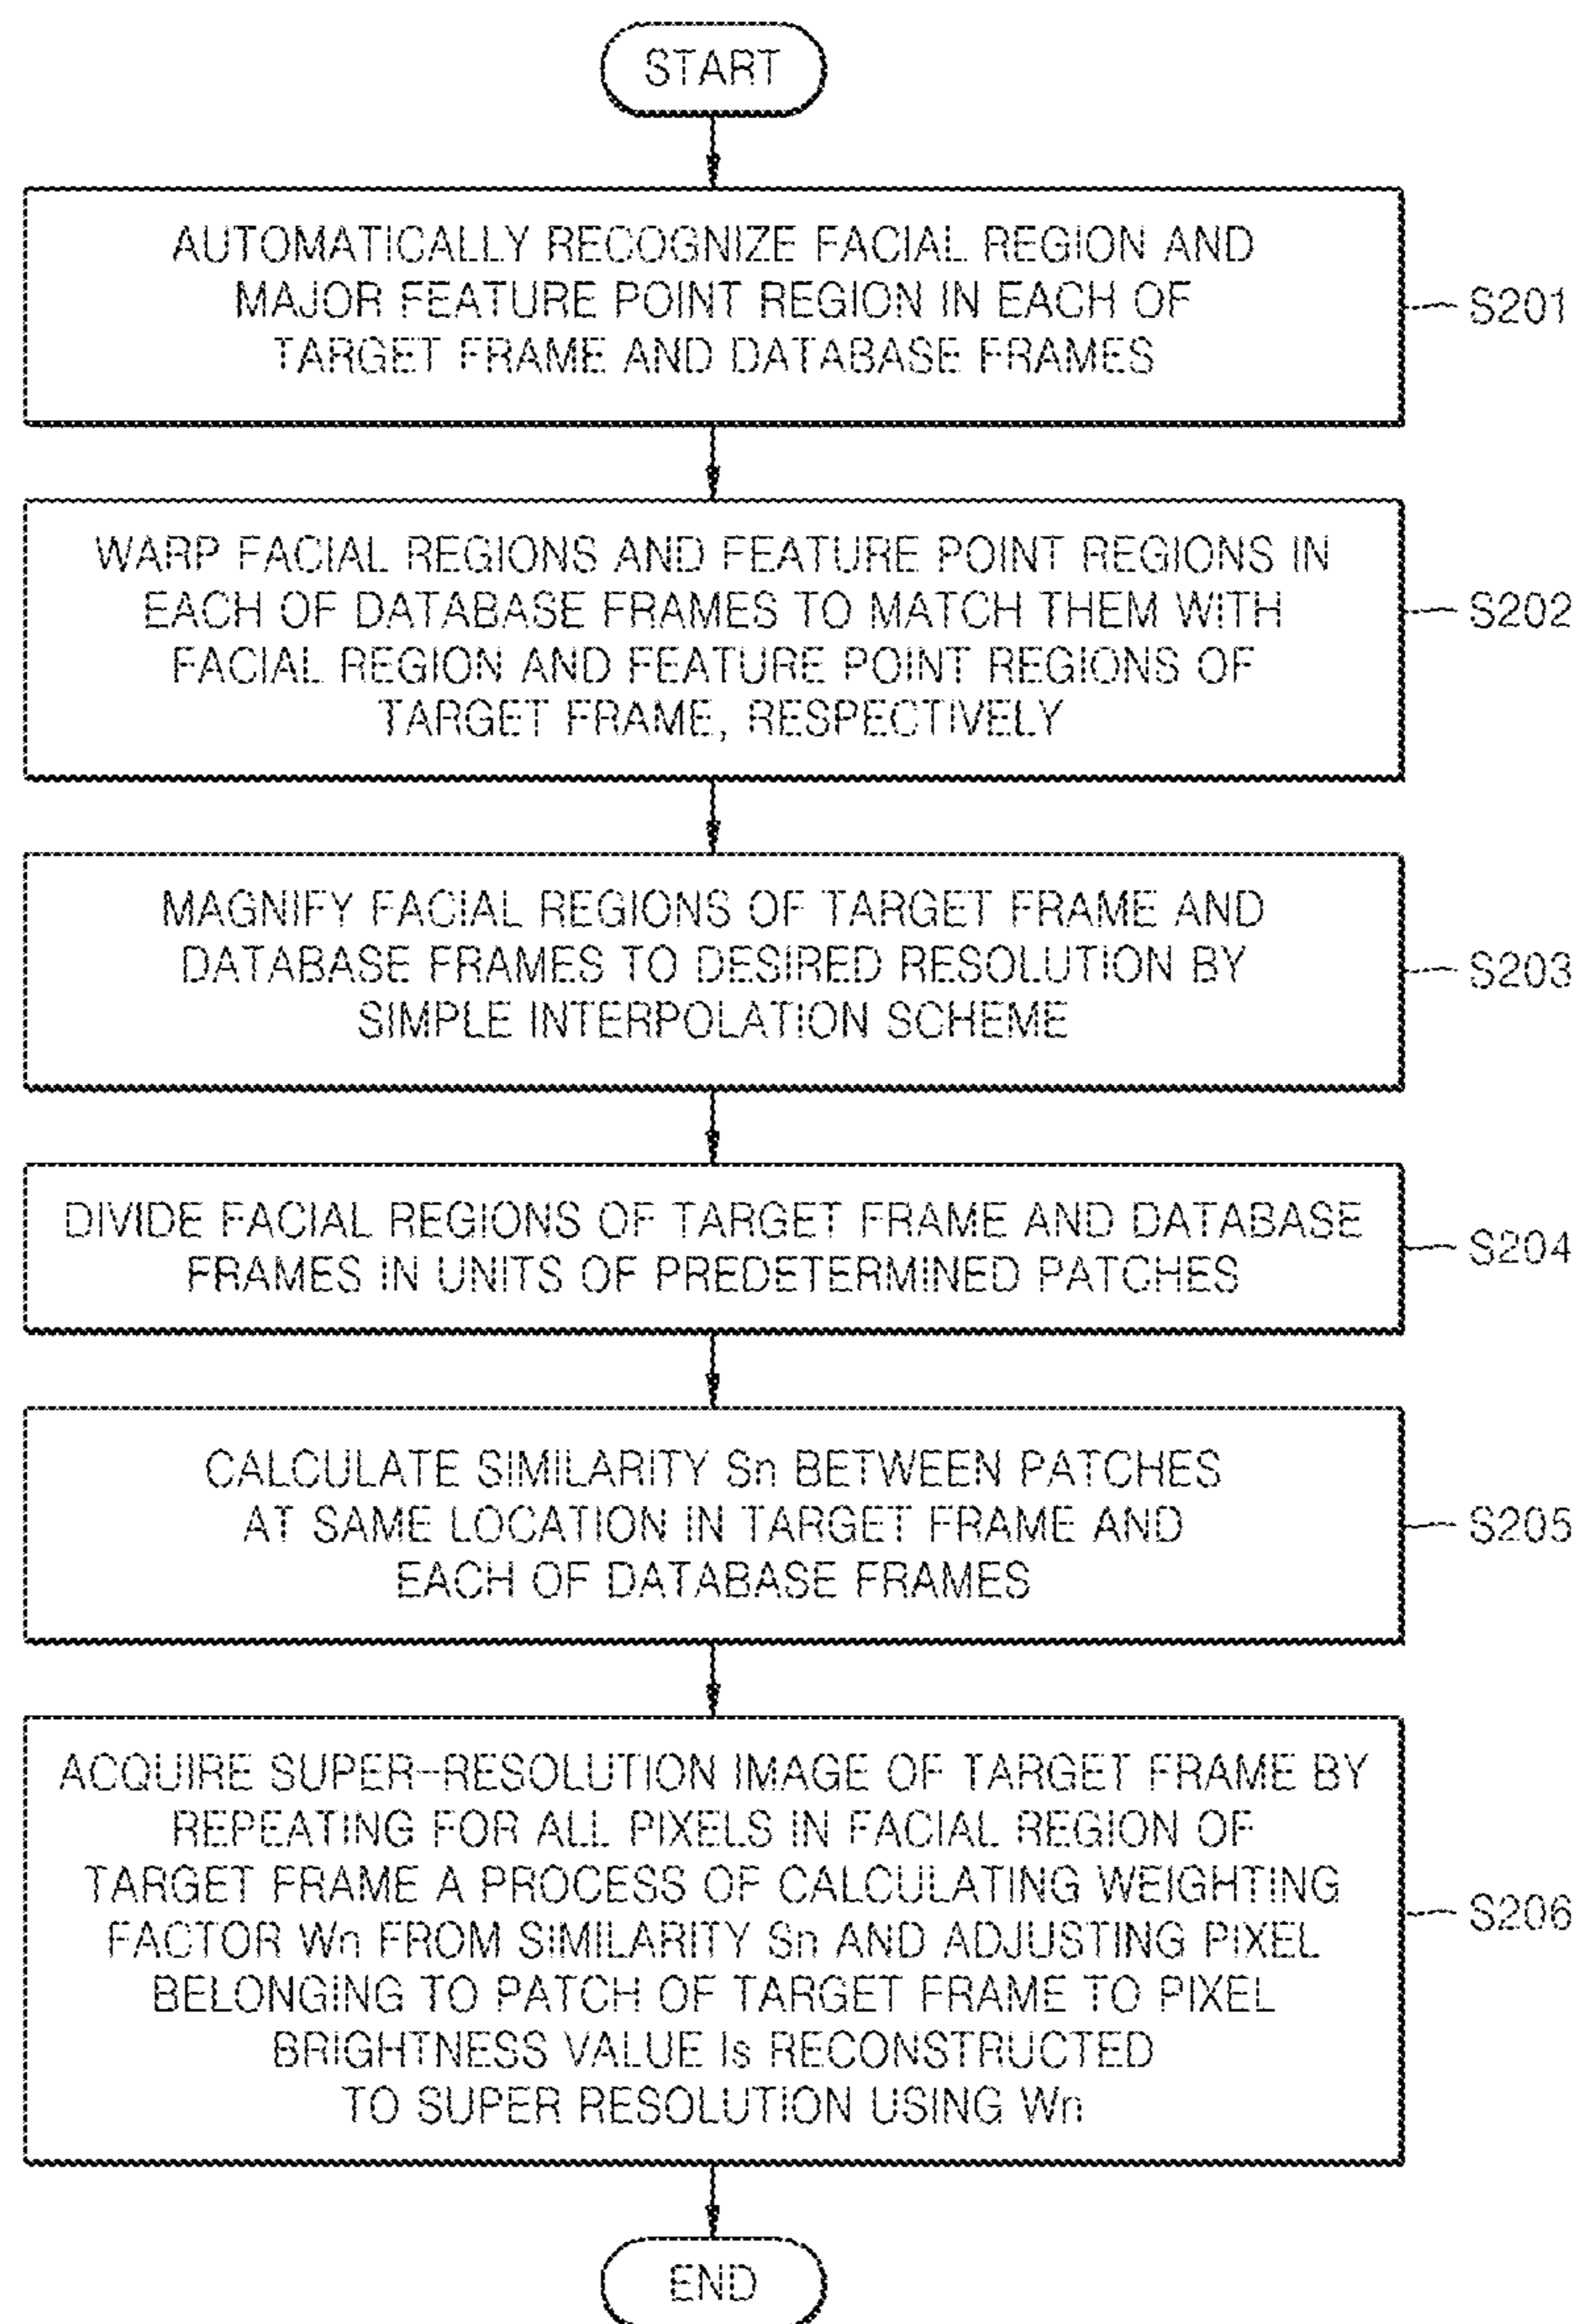 START
AUTOMATICALLY RECOGNIZE FACIAL REGION AND
MAJOR FEATURE POINT REGION IN EACH OF
TARGET FRAME AND DATABASE FRAMES
S201
WARP FACIAL REGIONS AND FEATURE POINT REGIONS IN
EACH OF DATABASE FRAMES TO MATCH THEM WITH
FACIAL REGION AND FEATURE POINT REGIONS OF
TARGET FRAME, RESPECTIVELY
S202
MAGNIFY FACIAL REGIONS OF TARGET FRAME AND
DATABASE FRAMES TO DESIRED RESOLUTION BY
SIMPLE INTERPOLATION SCHEME
S203
DIVIDE FACIAL REGIONS OF TARGET FRAME AND DATABASE
FRAMES IN UNITS OF PREDETERMINED PATCHES
S204
CALCULATE SIMILARITY Sn BETWEEN PATCHES
AT SAME LOCATION IN TARGET FRAME AND
EACH OF DATABASE FRAMES
S205
ACQUIRE SUPER-RESOLUTION IMAGE OF TARGET FRAME BY
REPEATING FOR ALL PIXELS IN FACIAL REGION OF
TARGET FRAME A PROCESS OF CALCULATING WEIGHTING
FACTOR Wn FROM SIMILARITY Sn AND ADJUSTING PIXEL
BELONGING TO PATCH OF TARGET FRAME TO PIXEL
BRIGHTNESS VALUE Is RECONSTRUCTED
TO SUPER RESOLUTION USING Wn
S206
END